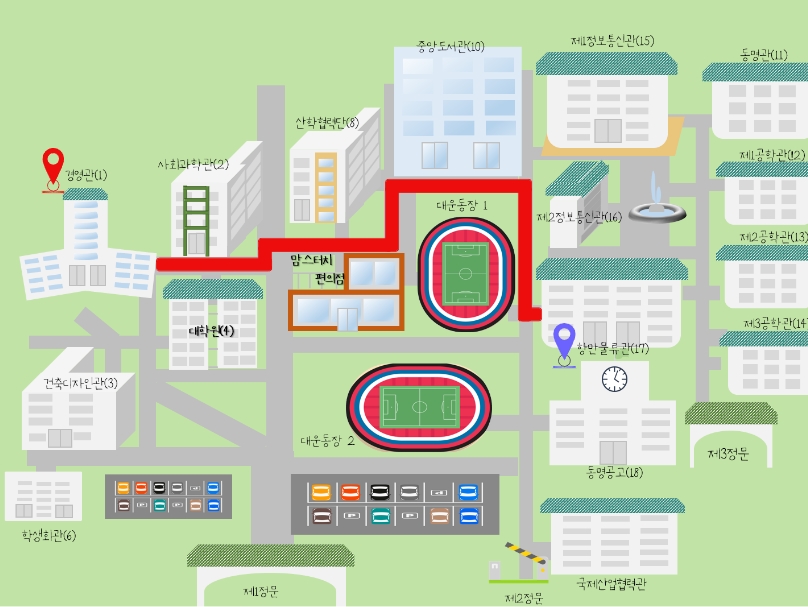 제1정보통신관(15)
중앙도서관(10)
동명관(11)
산학협력단(8)
사회과학관(2)
제1공학관(12)
경영관(1)
대운동장 1
제2정보통신관(16)
제2공학관(13)
맘스터치
편의점
대학원(4)
제3공학관(14)
항만물류관(17)
건축디자인관(3)
대운동장 2
제3정문
동명공고(18)
학생회관(6)
국제산업협력관
제1정문
제2정문